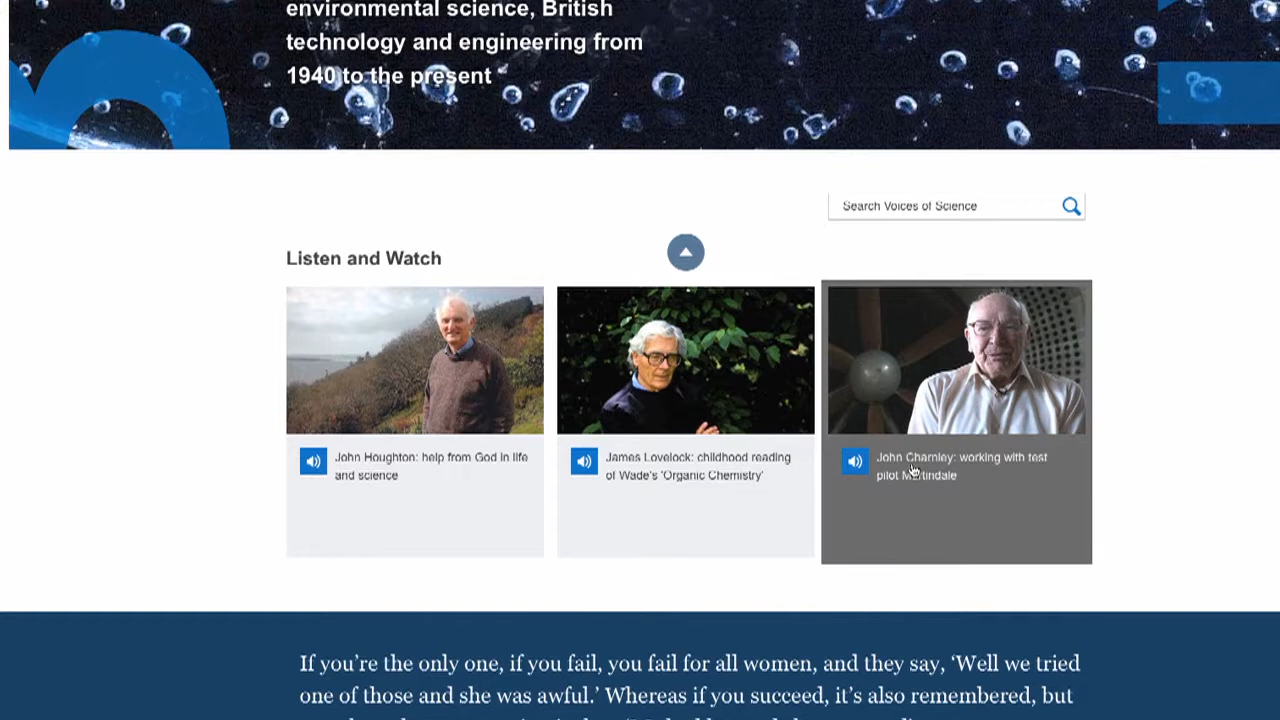 environmental science, British
technology and engineering from
1940 to the present
Search Voices of Science
Listen and Watch
John Houghton: help from God in life
and science
James Lovelock: childhood reading
of Wade's 'Organic Chemistry'
John Charnley: working with test
pilot Martindale
If you’re the only one, if you fail, you fail for all women, and they say, ‘Well we tried
one of those and she was awful.’ Whereas if you succeed, it’s also remembered, but